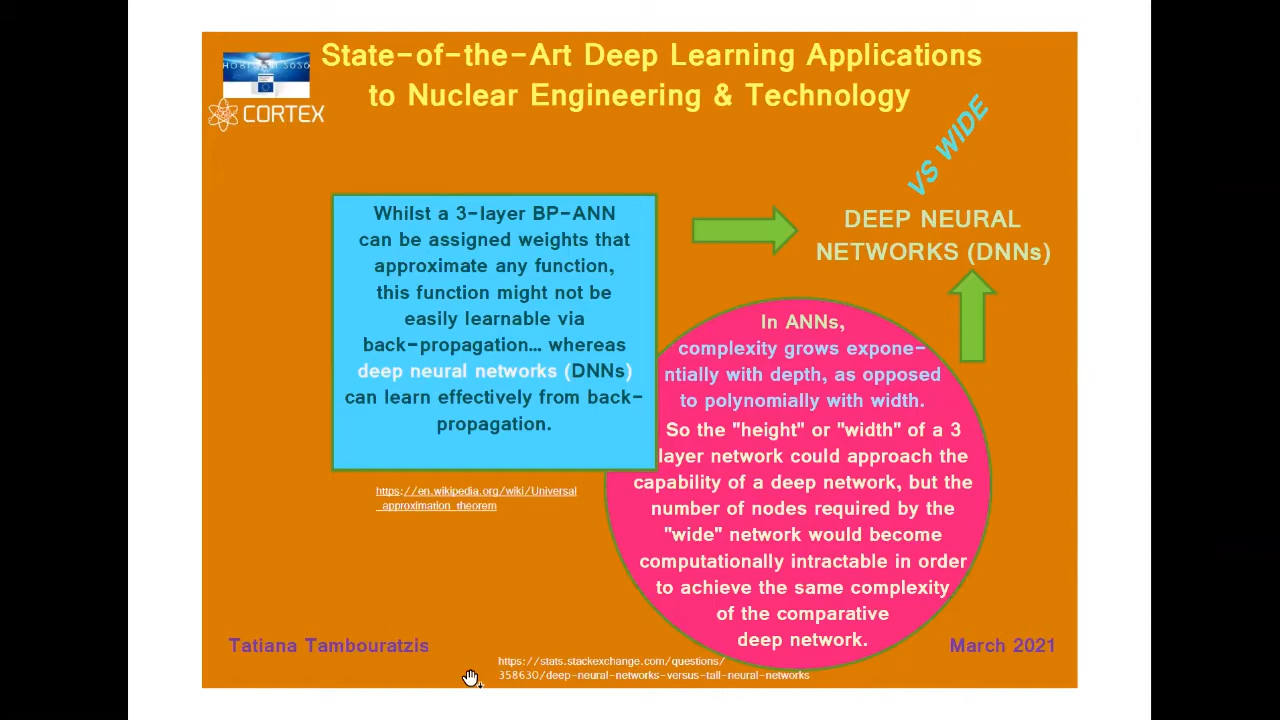 State-of-the-Art Deep Learning Applications
to Nuclear Engineering & Technology
CORTEX
VS WIDE
Whilst a 3-layer BP-ANN
can be assigned weights that
approximate any function,
this function might not be
easily learnable via
back-propagation… whereas
deep neural networks (DNNs)
can learn effectively from back-
propagation.
DEEP NEURAL
NETWORKS (DNNs)
https://en.wikipedia.org/wiki/Universal
_approximation_theorem
In ANNs,
complexity grows expone-
ntially with depth, as opposed
to polynomially with width.
So the "height" or "width" of a 3
layer network could approach the
capability of a deep network, but the
number of nodes required by the
"wide" network would become
computationally intractable in order
to achieve the same complexity
of the comparative
deep network.
Tatiana Tambouratzis
March 2021
https://stats.stackexchange.com/questions/
358630/deep-neural-networks-versus-tall-neural-networks